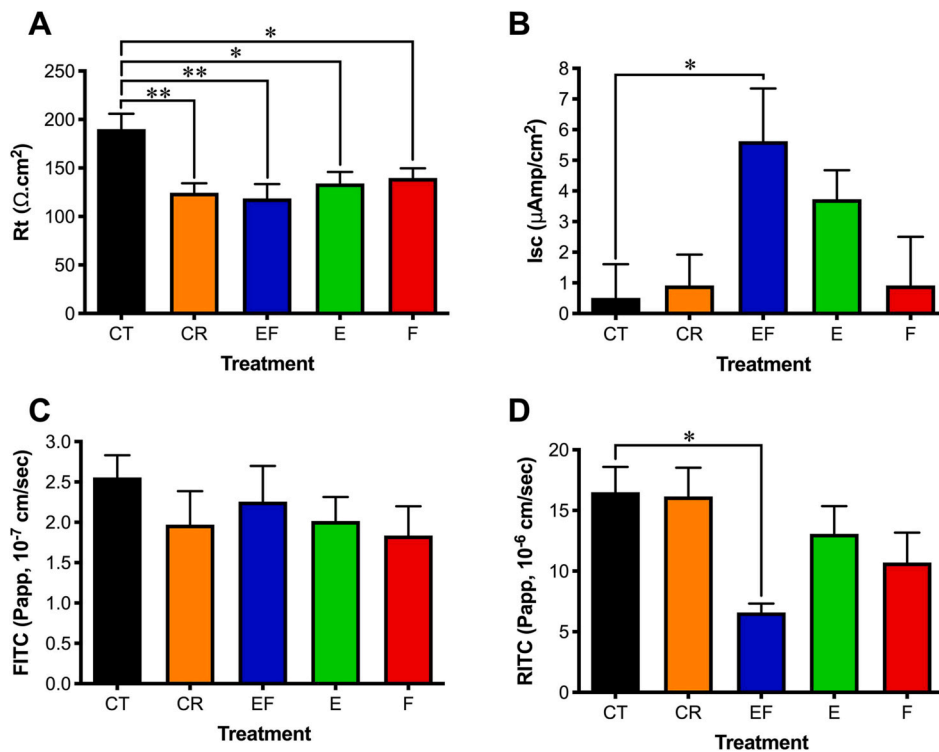 A
*
*
**
**
250
200
150
100
50
0
Rt (Ω.cm²)
CT CR EF E F
Treatment
B
*
8
7
6
5
4
3
2
1
0
Isc (µAmp/cm²)
CT CR EF E F
Treatment
C
3.0
2.5
2.0
1.5
1.0
0.5
0.0
FITC (Papp, 10⁻⁷ cm/sec)
CT CR EF E F
Treatment
D
*
20
15
10
5
0
RITC (Papp, 10⁻⁶ cm/sec)
CT CR EF E F
Treatment